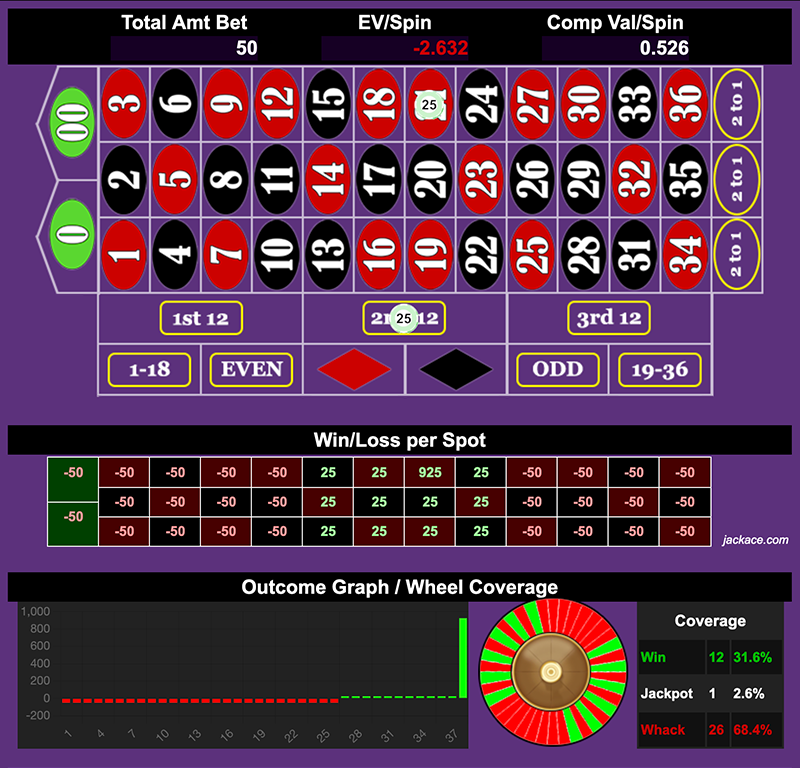 Total Amt Bet EV/Spin Comp Val/Spin
50 -2.632 0.526
00 3 6 9 12 15 18 25 24 27 30 33 36 2 to 1
2 5 8 11 14 17 20 23 26 29 32 35 2 to 1
0 1 4 7 10 13 16 19 22 25 28 31 34 2 to 1
1st 12 25 12 3rd 12
1-18 EVEN ODD 19-36
Win/Loss per Spot
-50 -50 -50 -50 -50 25 25 925 25 -50 -50 -50 -50
-50 -50 -50 -50 25 25 25 25 -50 -50 -50 -50
-50 -50 -50 -50 -50 25 25 25 25 -50 -50 -50 -50
jackace.com
Outcome Graph / Wheel Coverage
1,000
800
600
400
200
0
-200
1 4 7 10 13 16 19 22 25 28 31 34 37
Coverage
Win 12 31.6%
Jackpot 1 2.6%
Whack 26 68.4%